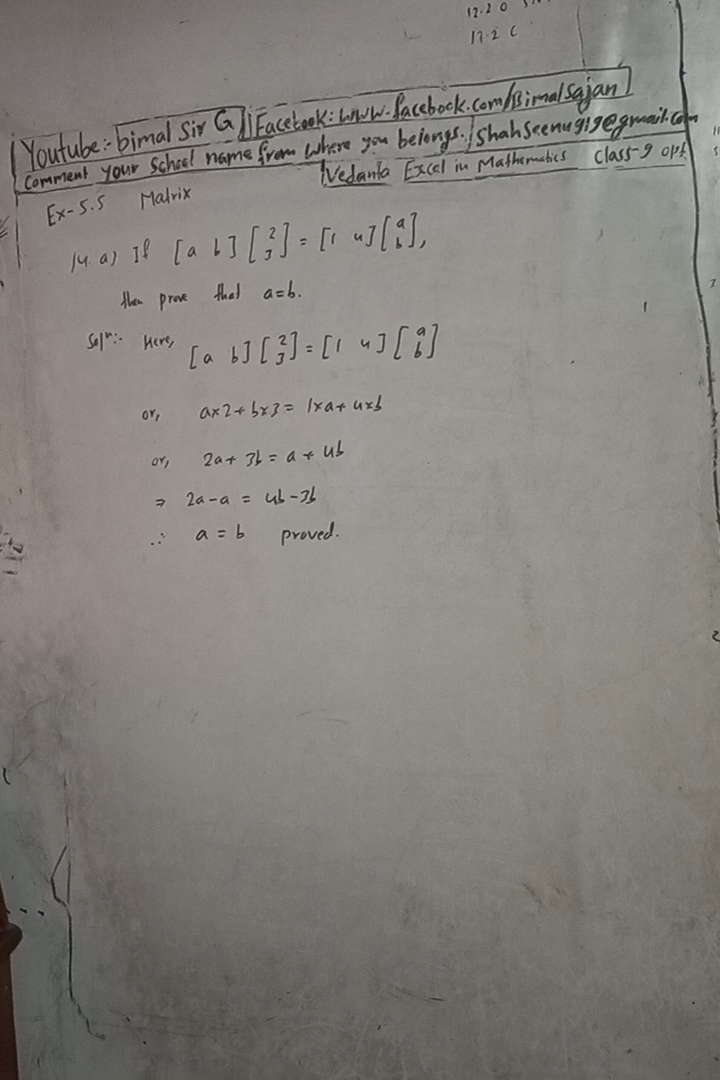 12.2 0
17.2 C
Youtube:- bimal Sir G || Facebook: www.facebook.com/Bimalsajan
Comment your School name from where you belongs. / Shahseenu919@gmail.com
Vedanta Excel in Mathematics Class-9 opt
Ex-5.5 Matrix
14. a) If [a b] [2 3] = [1 4] [a b],
then prove that a=b.
Solⁿ:- Here, [a b] [2 3] = [1 4] [a b]
or, a×2+b×3 = 1×a+4×b
or, 2a+3b = a+4b
⇒ 2a-a = 4b-3b
∴ a = b proved.